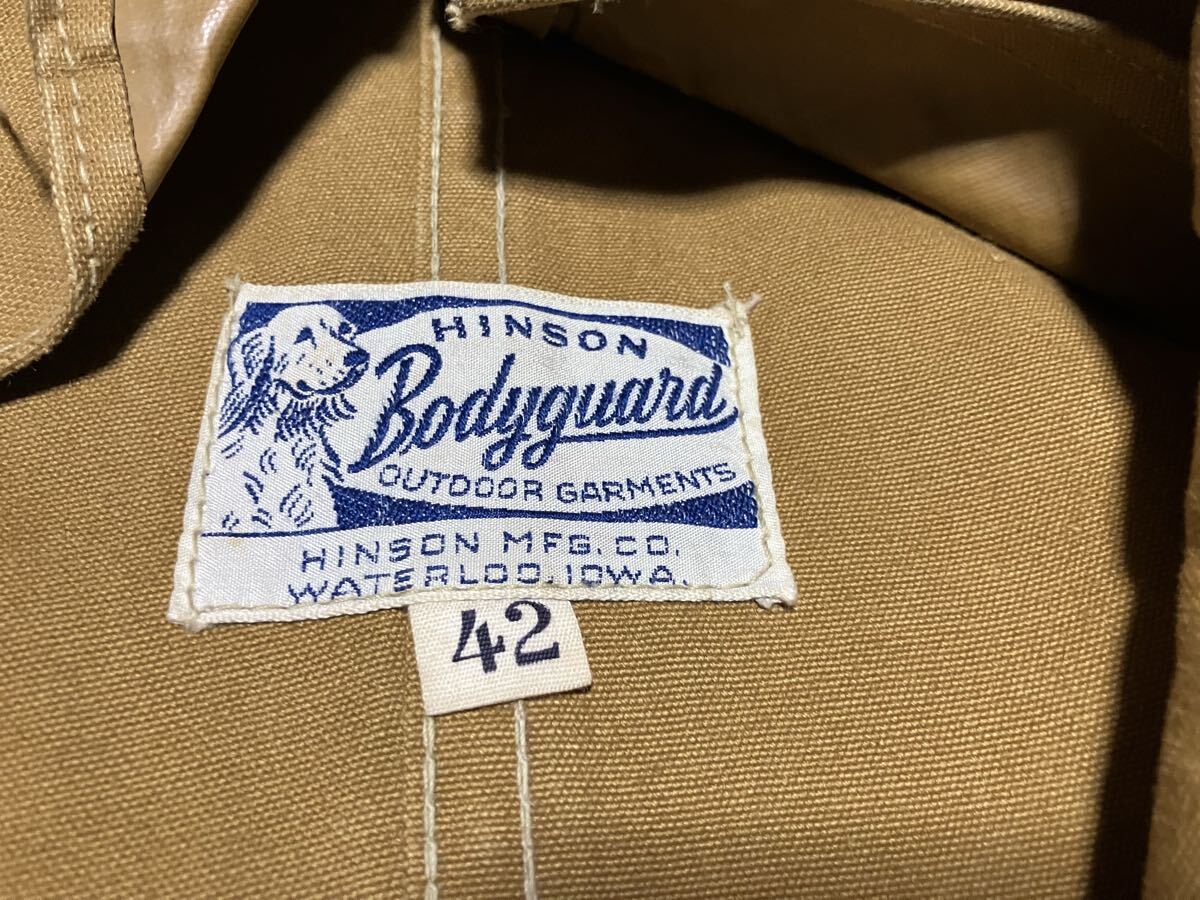 HINSON
Bodyguard
OUTDOOR GARMENTS
HINSON MFG. CO.
WATERLOO, IOWA.
42